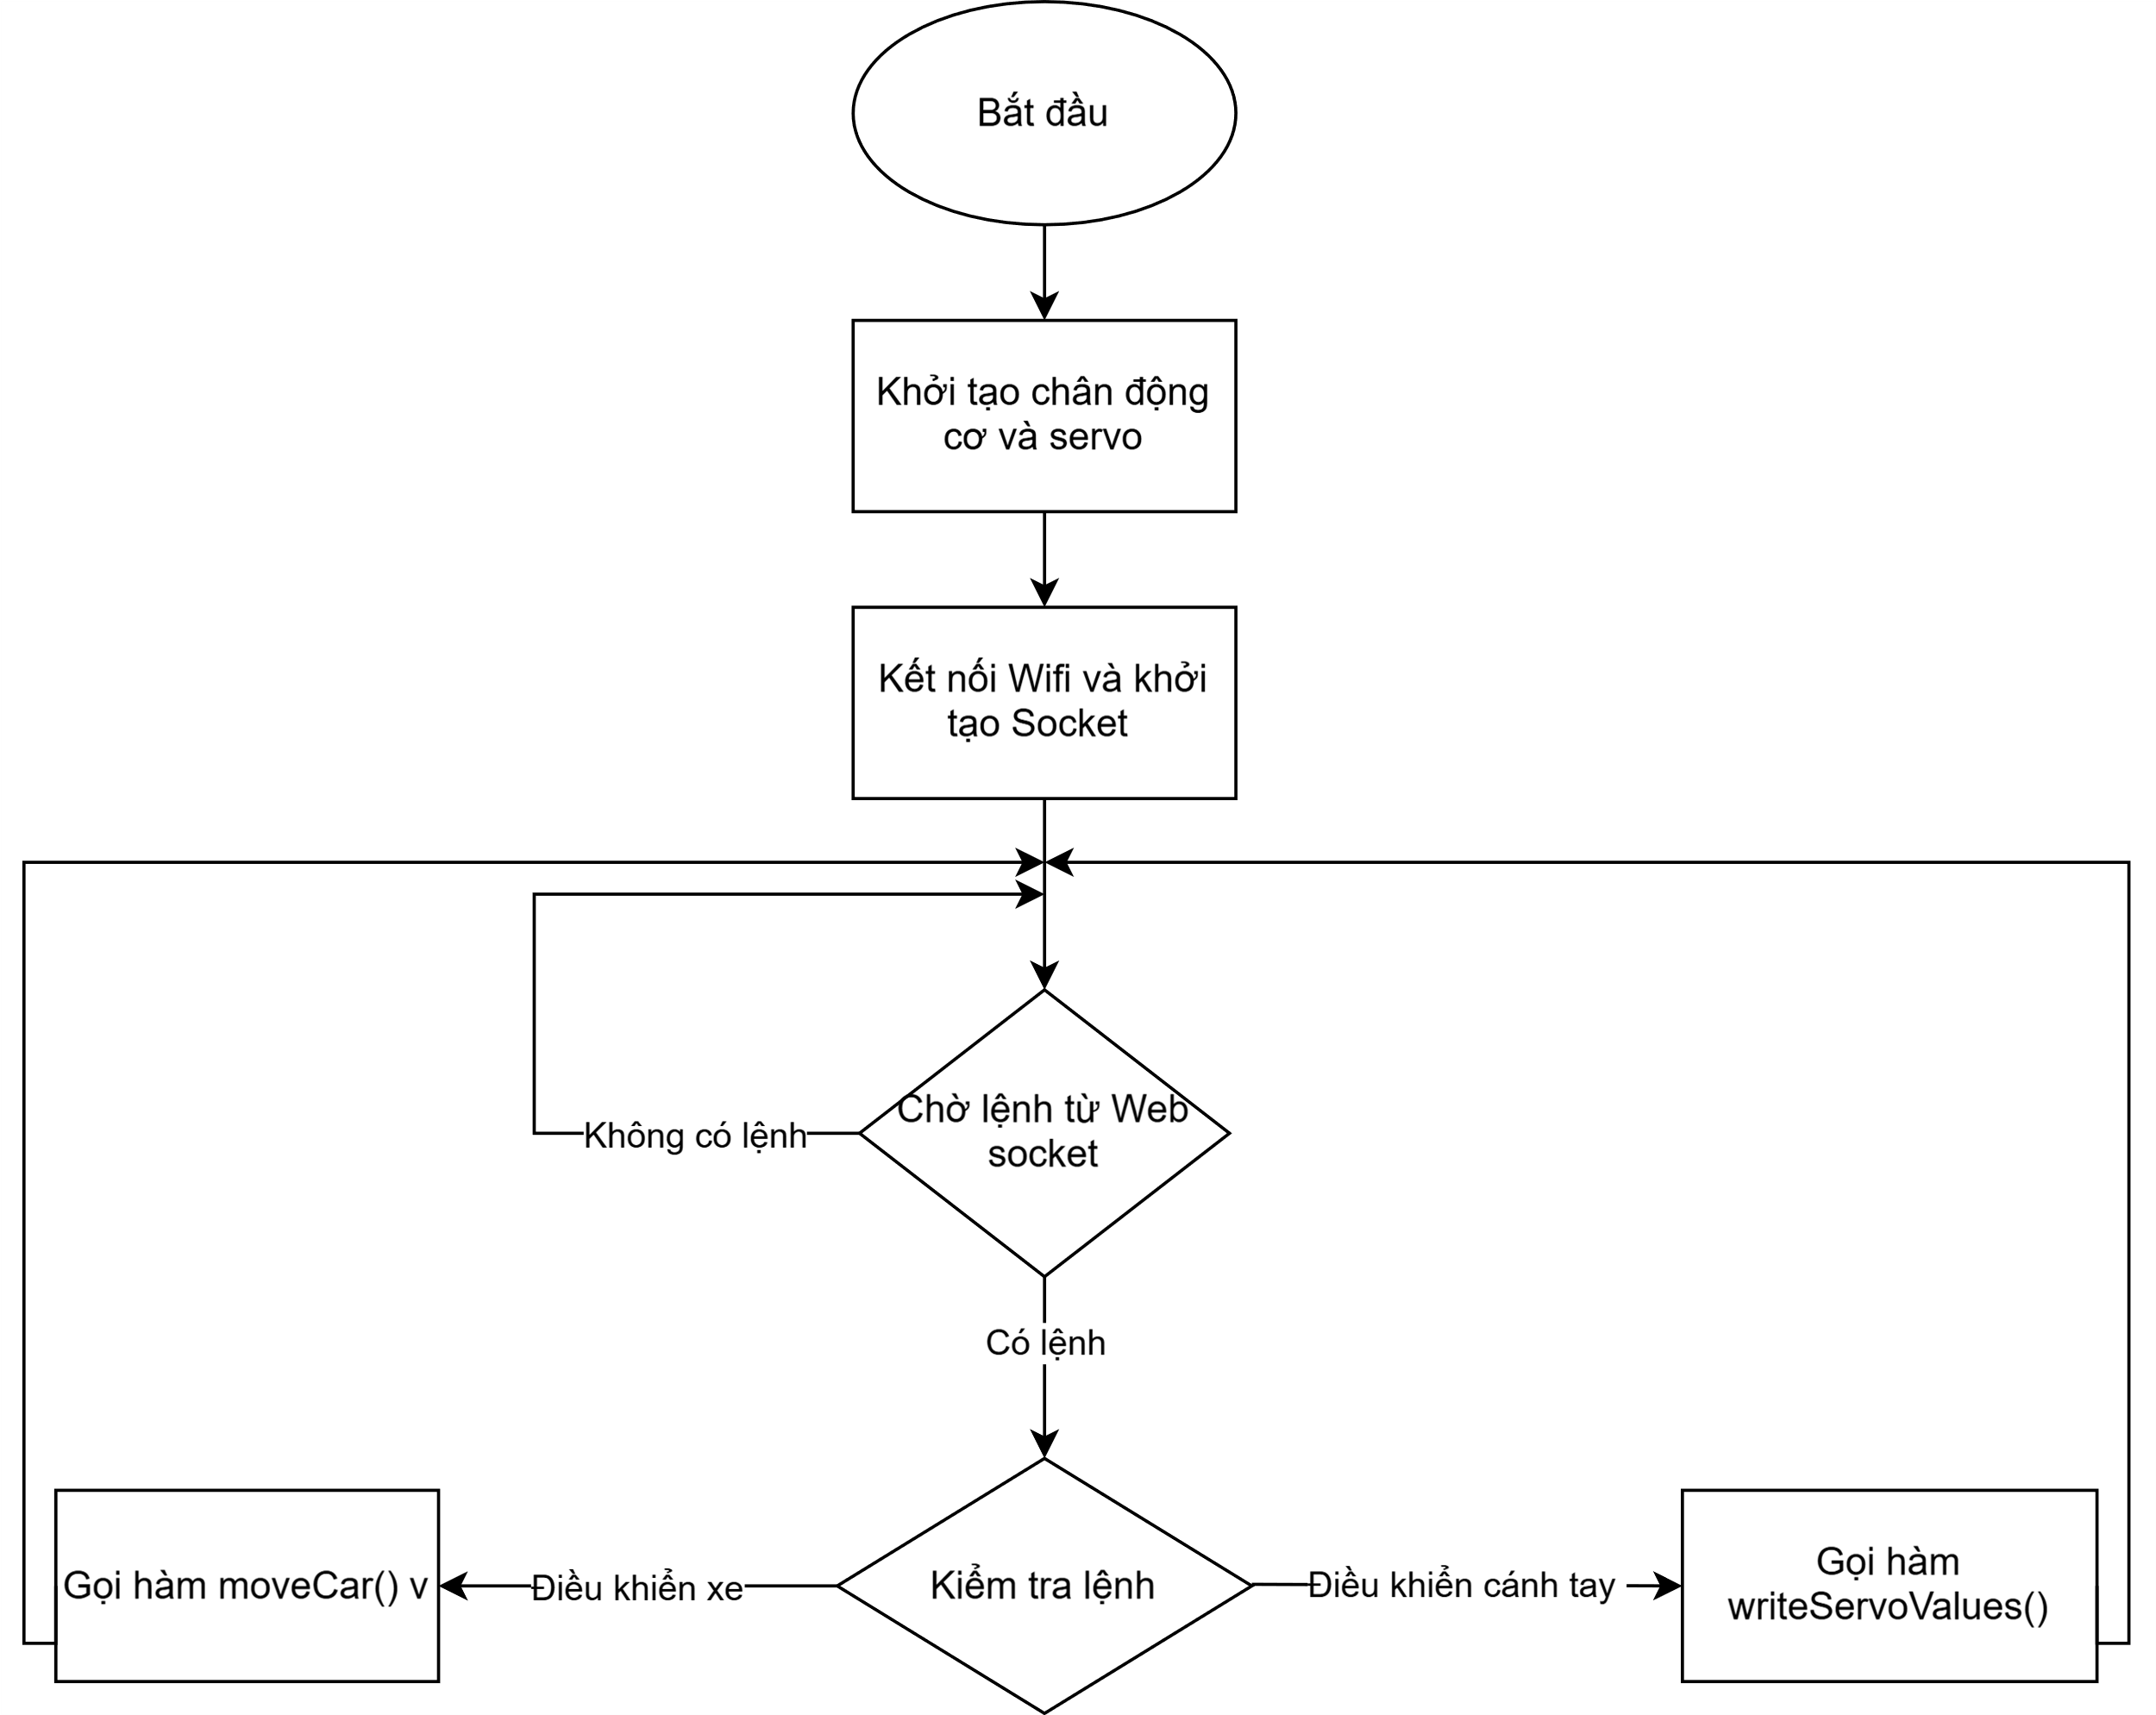 Bắt đầu
Khởi tạo chân động
cơ và servo
Kết nối Wifi và khởi
tạo Socket
Chờ lệnh từ Web
socket
Không có lệnh
Có lệnh
Gọi hàm moveCar() v
Điều khiển xe
Kiểm tra lệnh
Điều khiển cánh tay
Gọi hàm
writeServoValues()